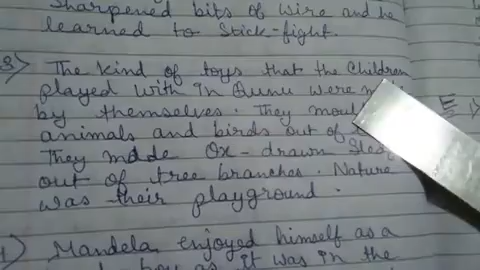 sharpened bits of wire and he
learned to stick-fight.
3) The kind of toys that the children
played with in Qunu were
by themselves. They
animals and birds out of
They made Ox-drawn
out of tree branches. Nature
was their playground.
4) Mandela enjoyed himself as a
boy as it was in the